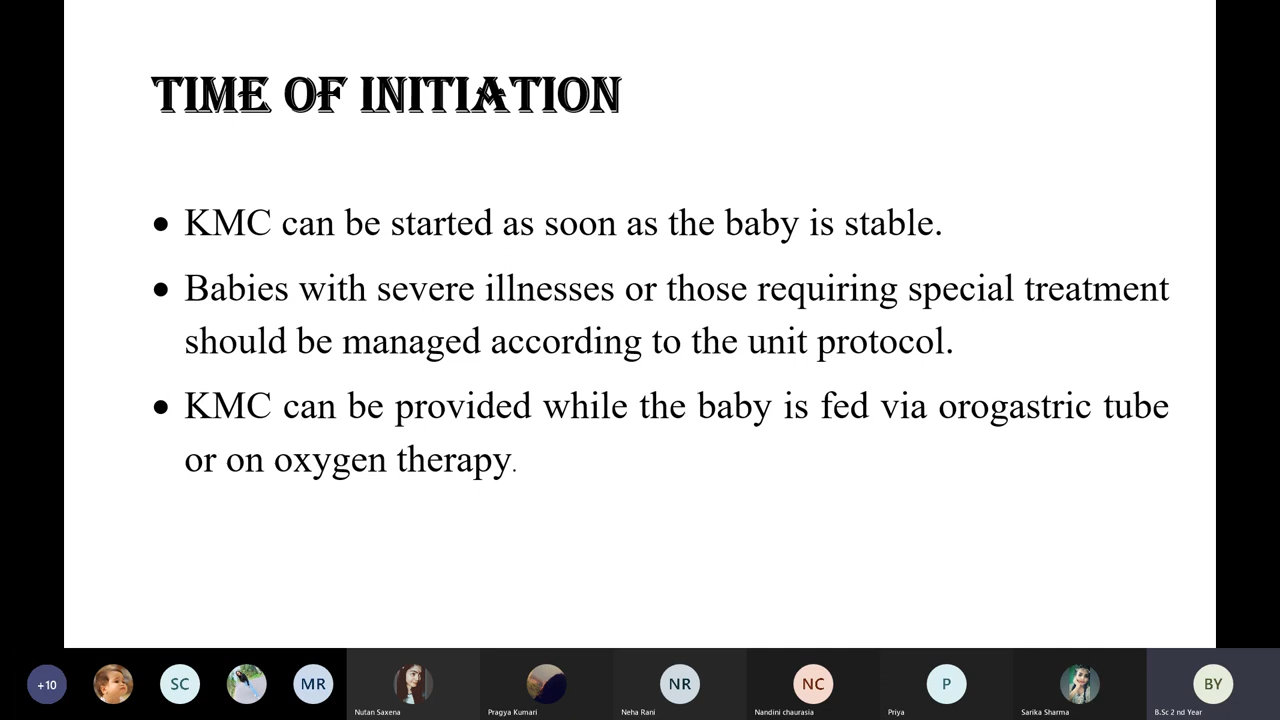 TIME OF INITIATION
• KMC can be started as soon as the baby is stable.
• Babies with severe illnesses or those requiring special treatment
should be managed according to the unit protocol.
• KMC can be provided while the baby is fed via orogastric tube
or on oxygen therapy.
+10
SC
MR
NR
NC
P
BY
Nutan Saxena
Pragya Kumari
Neha Rani
Nandini chaurasia
Priya
Sarika Sharma
B.Sc 2 nd Year